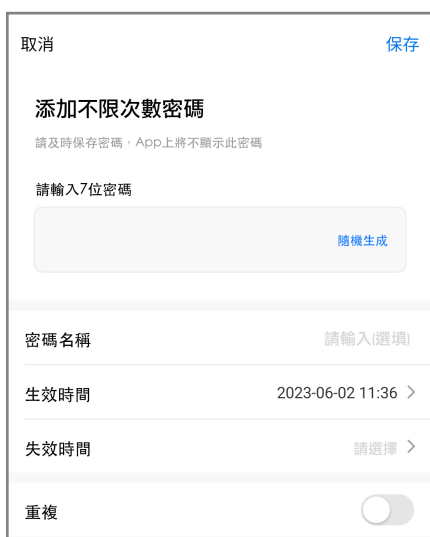 取消
保存
添加不限次數密碼
請及時保存密碼，App上將不顯示此密碼
請輸入7位密碼
隨機生成
密碼名稱
請輸入(選填)
生效時間
2023-06-02 11:36
失效時間
請選擇
重複